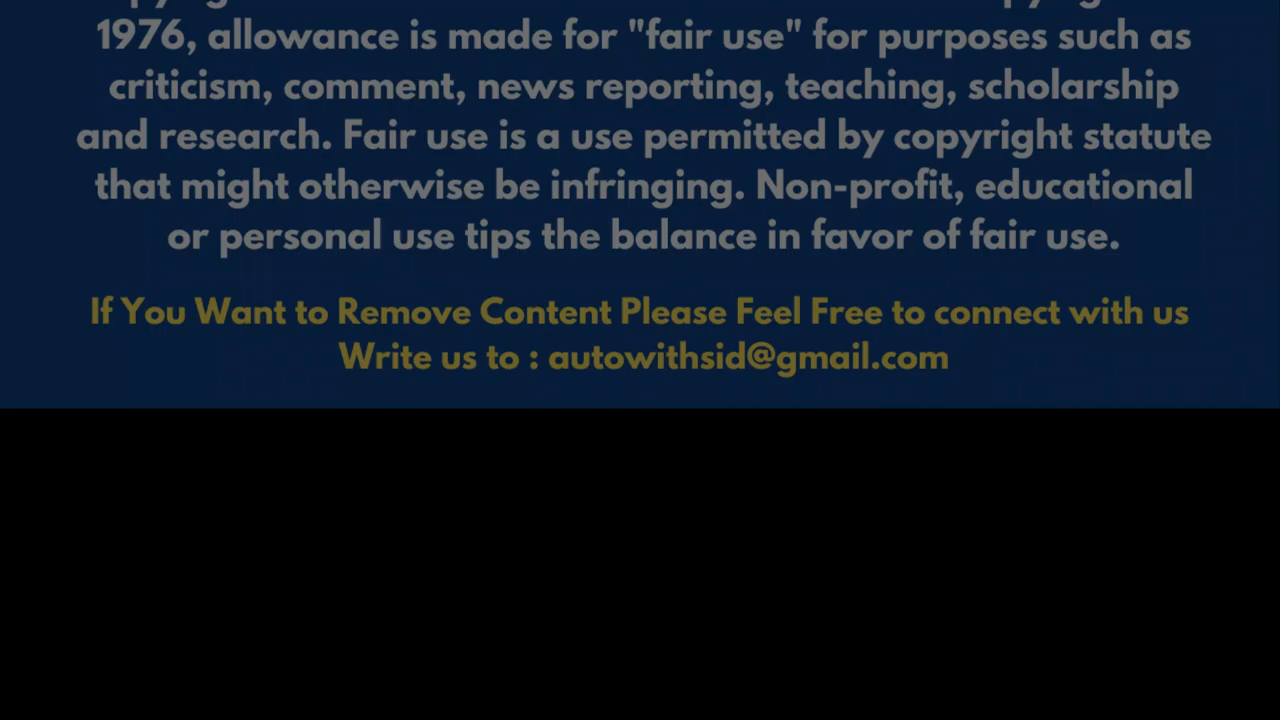 1976, allowance is made for "fair use" for purposes such as
criticism, comment, news reporting, teaching, scholarship
and research. Fair use is a use permitted by copyright statute
that might otherwise be infringing. Non-profit, educational
or personal use tips the balance in favor of fair use.
If You Want to Remove Content Please Feel Free to connect with us
Write us to : autowithsid@gmail.com